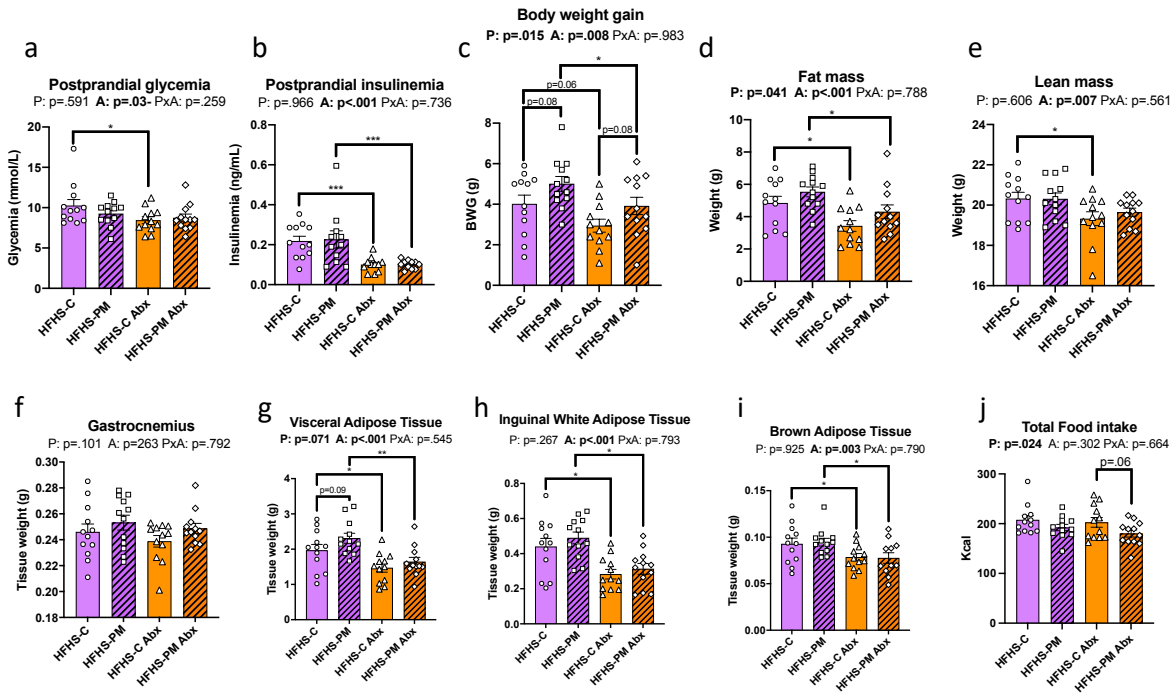 a
Postprandial glycemia
P: p=.591 A: p=.03- PxA: p=.259
*
Glycemia (mmol/L)
20
15
10
5
0
HFHS-C
HFHS-PM
HFHS-C Abx
HFHS-PM Abx
b
Postprandial insulinemia
P: p=.966 A: p<.001 PxA: p=.736
***
***
Insulinemia (ng/mL)
0.8
0.6
0.4
0.2
0.0
HFHS-C
HFHS-PM
HFHS-C Abx
HFHS-PM Abx
c
Body weight gain
P: p=.015 A: p=.008 PxA: p=.983
*
p=0.06
p=0.08
p=0.08
BWG (g)
10
8
6
4
2
0
HFHS-C
HFHS-PM
HFHS-C Abx
HFHS-PM Abx
d
Fat mass
P: p=.041 A: p<.001 PxA: p=.788
*
*
Weight (g)
10
8
6
4
2
0
HFHS-C
HFHS-PM
HFHS-C Abx
HFHS-PM Abx
e
Lean mass
P: p=.606 A: p=.007 PxA: p=.561
*
Weight (g)
24
22
20
18
16
HFHS-C
HFHS-PM
HFHS-C Abx
HFHS-PM Abx
f
Gastrocnemius
P: p=.101 A: p=263 PxA: p=.792
Tissue weight (g)
0.30
0.28
0.26
0.24
0.22
0.20
0.18
HFHS-C
HFHS-PM
HFHS-C Abx
HFHS-PM Abx
g
Visceral Adipose Tissue
P: p=.071 A: p<.001 PxA: p=.545
**
*
p=0.09
Tissue weight (g)
4
3
2
1
0
HFHS-C
HFHS-PM
HFHS-C Abx
HFHS-PM Abx
h
Inguinal White Adipose Tissue
P: p=.267 A: p<.001 PxA: p=.793
*
*
Tissue weight (g)
1.0
0.8
0.6
0.4
0.2
0.0
HFHS-C
HFHS-PM
HFHS-C Abx
HFHS-PM Abx
i
Brown Adipose Tissue
P: p=.925 A: p=.003 PxA: p=.790
*
*
Tissue weight (g)
0.20
0.15
0.10
0.05
0.00
HFHS-C
HFHS-PM
HFHS-C Abx
HFHS-PM Abx
j
Total Food intake
P: p=.024 A: p=.302 PxA: p=.664
p=.06
Kcal
300
200
100
0
HFHS-C
HFHS-PM
HFHS-C Abx
HFHS-PM Abx